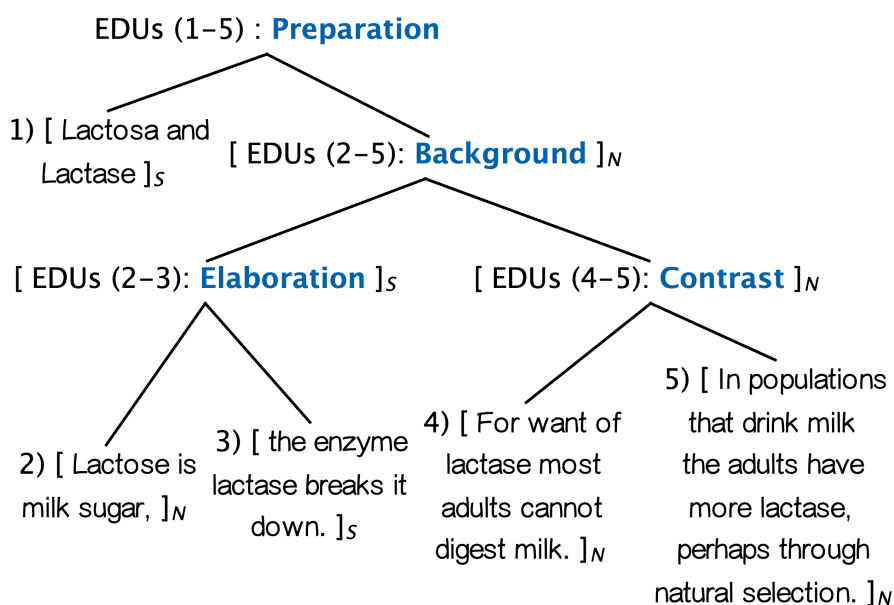 EDUs (1-5) : Preparation
1) [ Lactosa and
Lactase ]S
[ EDUs (2-5): Background ]N
[ EDUs (2-3): Elaboration ]S
[ EDUs (4-5): Contrast ]N
2) [ Lactose is
milk sugar, ]N
3) [ the enzyme
lactase breaks it
down. ]S
4) [ For want of
lactase most
adults cannot
digest milk. ]N
5) [ In populations
that drink milk
the adults have
more lactase,
perhaps through
natural selection. ]N